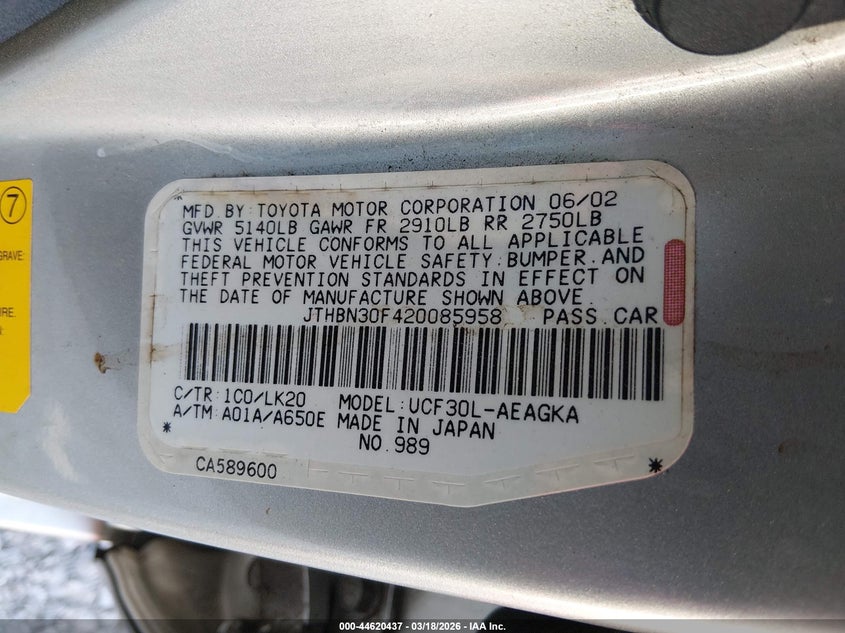 7
GRAVE:
RE.
N:
MFD.BY:TOYOTA MOTOR CORPORATION 06/02
GVWR 5140LB GAWR FR 2910LB RR 2750LB
THIS VEHICLE CONFORMS TO ALL APPLICABLE
FEDERAL MOTOR VEHICLE SAFETY.BUMPER.AND
THEFT PREVENTION STANDARDS IN EFFECT ON
THE DATE OF MANUFACTURE SHOWN ABOVE.
JTHBN30F420085958 PASS.CAR
C/TR:1C0/LK20 MODEL:UCF30L-AEAGKA
A/TM:A01A/A650E MADE IN JAPAN
* NO.989
CA589600 *
000-44620437 - 03/18/2026 - IAA Inc.